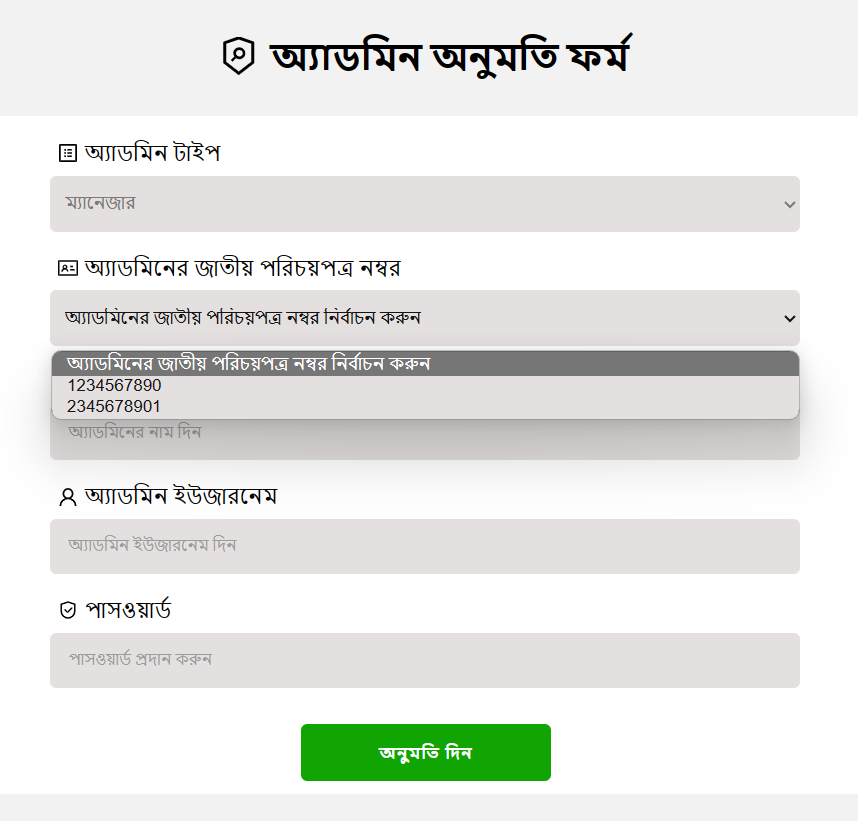 অ্যাডমিন অনুমতি ফর্ম
অ্যাডমিন টাইপ
ম্যানেজার
অ্যাডমিনের জাতীয় পরিচয়পত্র নম্বর
অ্যাডমিনের জাতীয় পরিচয়পত্র নম্বর নির্বাচন করুন
অ্যাডমিনের জাতীয় পরিচয়পত্র নম্বর নির্বাচন করুন
1234567890
2345678901
অ্যাডমিনের নাম দিন
অ্যাডমিন ইউজারনেম
অ্যাডমিন ইউজারনেম দিন
পাসওয়ার্ড
পাসওয়ার্ড প্রদান করুন
অনুমতি দিন